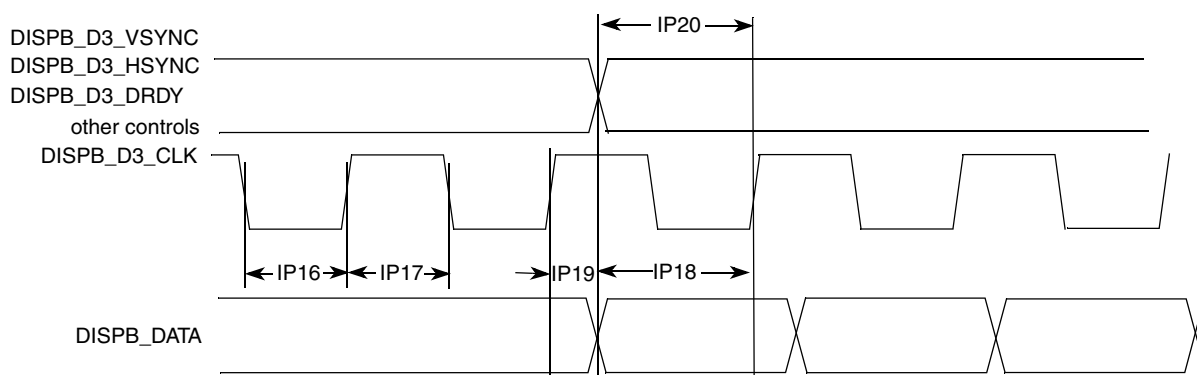 IP20
DISPB_D3_VSYNC
DISPB_D3_HSYNC
DISPB_D3_DRDY
other controls
DISPB_D3_CLK
IP16 IP17 IP19 IP18
DISPB_DATA